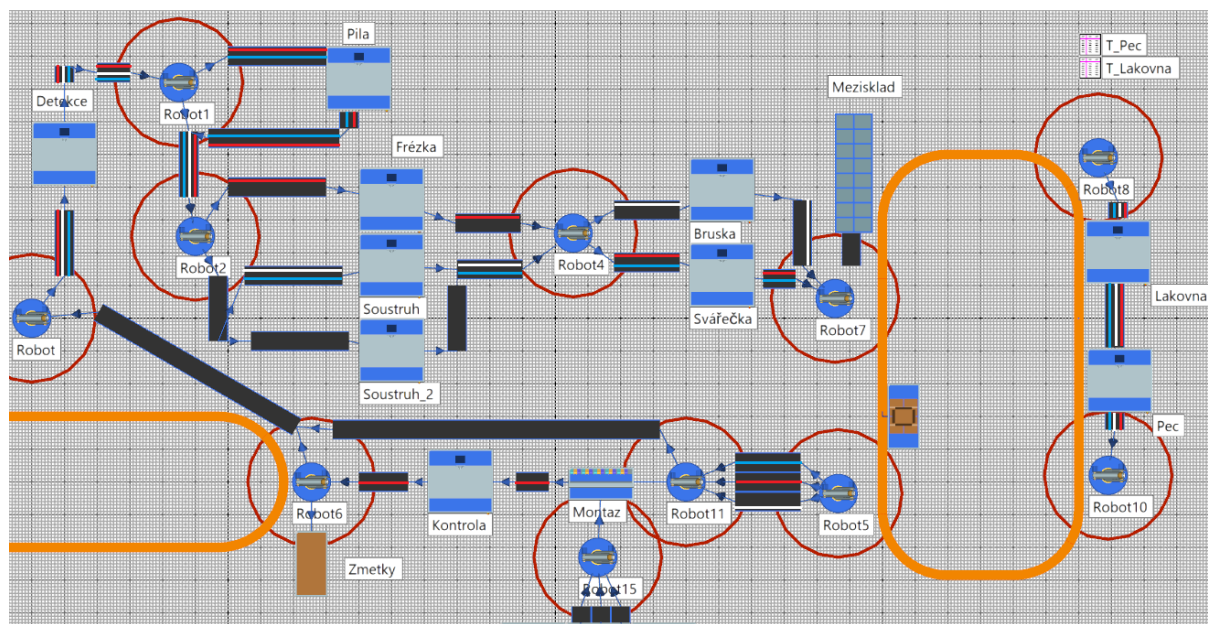 Pila
T_Pec
T_Lakovna
Mezisklad
Detekce
Robot1
Frézka
Robot8
Robot2
Bruska
Robot4
Lakovna
Soustruh
Svářečka
Robot7
Robot
Soustruh_2
Pec
Robot10
Robot6
Kontrola
Montaz
Robot11
Robot5
Zmetky
Robot15